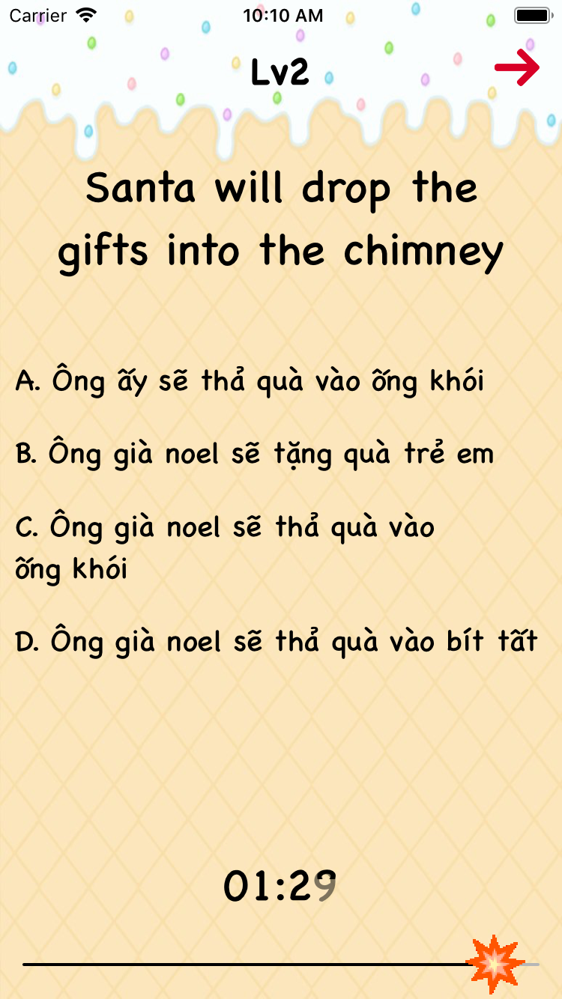 Carrier 10:10 AM
Lv2
Santa will drop the
gifts into the chimney
A. Ông ấy sẽ thả quà vào ống khói
B. Ông già noel sẽ tặng quà trẻ em
C. Ông già noel sẽ thả quà vào
ống khói
D. Ông già noel sẽ thả quà vào bít tất
01:29